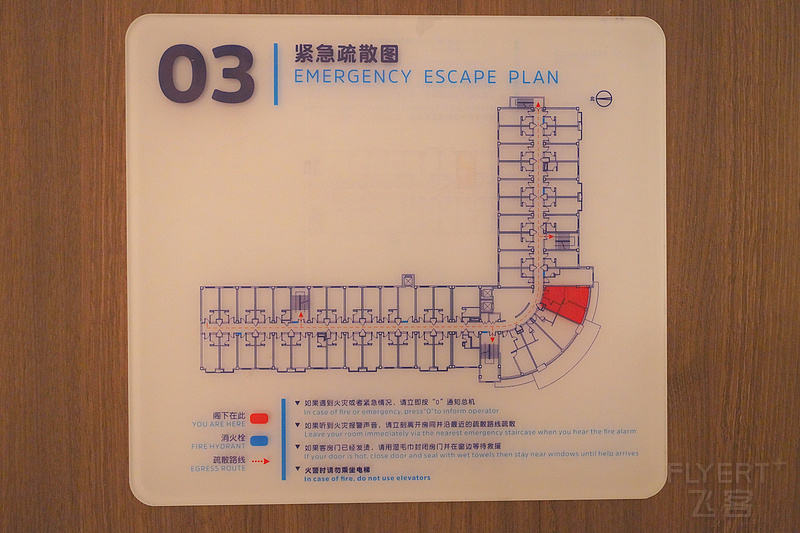 03
紧急疏散图
EMERGENCY ESCAPE PLAN
北
阁下在此
YOU ARE HERE
消火栓
FIRE HYDRANT
疏散路线
EGRESS ROUTE
▼ 如果遇到火灾或者紧急情况，请立即按“0”通知总机
In case of fire or emergency, press"0"to inform operator
▼ 如果听到火灾报警声音，请立刻离开房间并沿最近的疏散路线疏散
Leave your room immediately via the nearest emergency staircase when you hear the fire alarm
▼ 如果客房门已经发烫，请用湿毛巾封闭房门并在窗边等待救援
If your door is hot, close door and seal with wet towels then stay near windows until help arrives
▼ 火警时请勿乘坐电梯
In case of fire, do not use elevators
FLYERT+
飞客